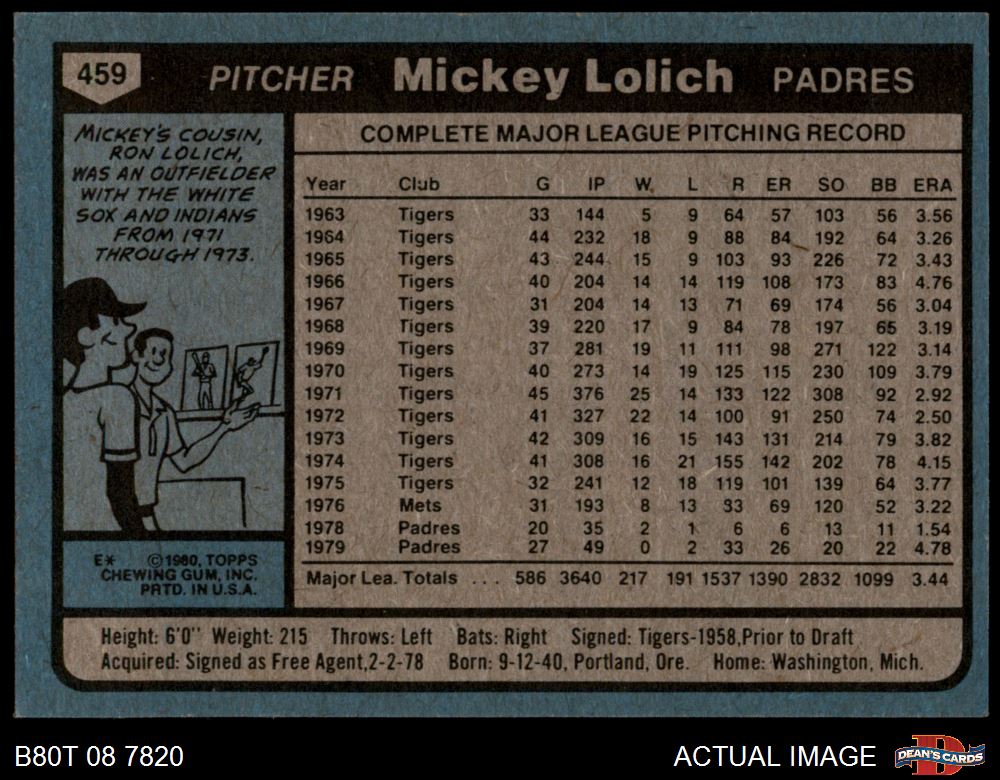 459 PITCHER Mickey Lolich PADRES
MICKEY'S COUSIN,
RON LOLICH,
WAS AN OUTFIELDER
WITH THE WHITE
SOX AND INDIANS
FROM 1971
THROUGH 1973.
COMPLETE MAJOR LEAGUE PITCHING RECORD
Year Club G IP W. L R ER SO BB ERA
1963 Tigers 33 144 5 9 64 57 103 56 3.56
1964 Tigers 44 232 18 9 88 84 192 64 3.26
1965 Tigers 43 244 15 9 103 93 226 72 3.43
1966 Tigers 40 204 14 14 119 108 173 83 4.76
1967 Tigers 31 204 14 13 71 69 174 56 3.04
1968 Tigers 39 220 17 9 84 78 197 65 3.19
1969 Tigers 37 281 19 11 111 98 271 122 3.14
1970 Tigers 40 273 14 19 125 115 230 109 3.79
1971 Tigers 45 376 25 14 133 122 308 92 2.92
1972 Tigers 41 327 22 14 100 91 250 74 2.50
1973 Tigers 42 309 16 15 143 131 214 79 3.82
1974 Tigers 41 308 16 21 155 142 202 78 4.15
1975 Tigers 32 241 12 18 119 101 139 64 3.77
1976 Mets 31 193 8 13 33 69 120 52 3.22
1978 Padres 20 35 2 1 6 6 13 11 1.54
1979 Padres 27 49 0 2 33 26 20 22 4.78
Major Lea. Totals ... 586 3640 217 191 1537 1390 2832 1099 3.44
E* ©1980, TOPPS
CHEWING GUM, INC.
PRTD. IN U.S.A.
Height: 6'0" Weight: 215 Throws: Left Bats: Right Signed: Tigers-1958,Prior to Draft
Acquired: Signed as Free Agent,2-2-78 Born: 9-12-40, Portland, Ore. Home: Washington, Mich.
B80T 08 7820 ACTUAL IMAGE DEAN'S CARDS